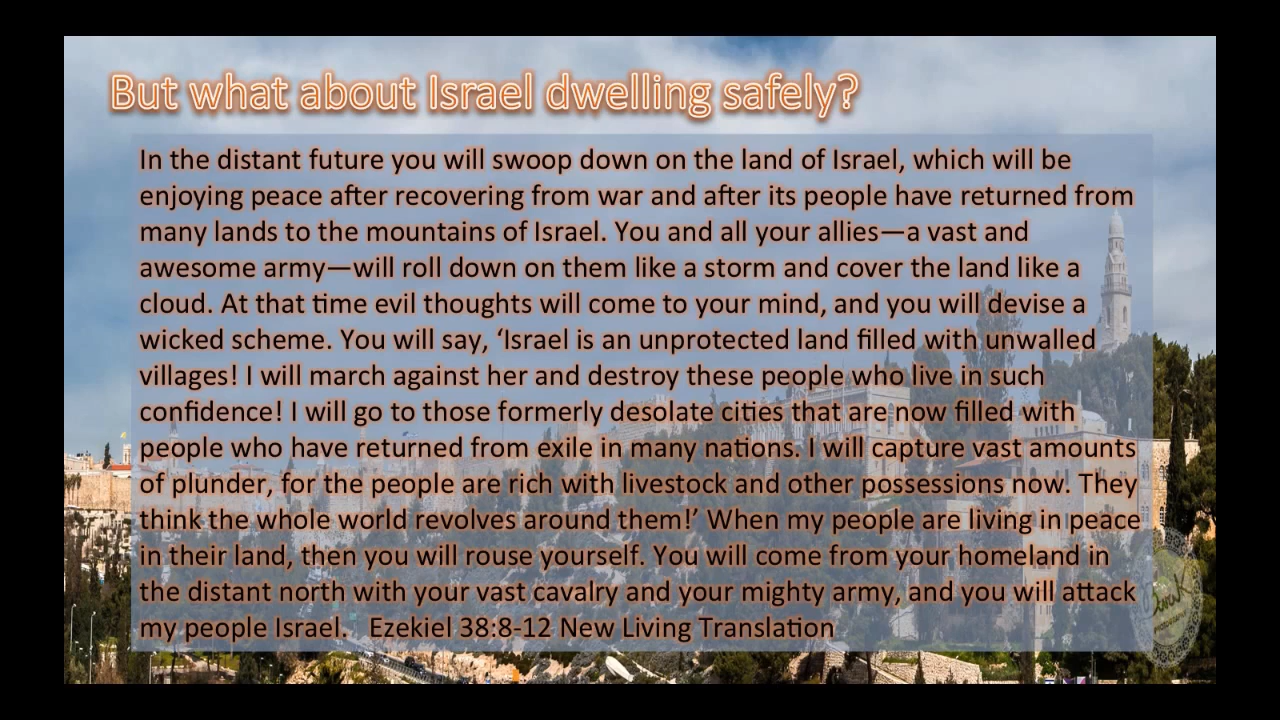 But what about Israel dwelling safely?
In the distant future you will swoop down on the land of Israel, which will be
enjoying peace after recovering from war and after its people have returned from
many lands to the mountains of Israel. You and all your allies—a vast and
awesome army—will roll down on them like a storm and cover the land like a
cloud. At that time evil thoughts will come to your mind, and you will devise a
wicked scheme. You will say, ‘Israel is an unprotected land filled with unwalled
villages! I will march against her and destroy these people who live in such
confidence! I will go to those formerly desolate cities that are now filled with
people who have returned from exile in many nations. I will capture vast amounts
of plunder, for the people are rich with livestock and other possessions now. They
think the whole world revolves around them!’ When my people are living in peace
in their land, then you will rouse yourself. You will come from your homeland in
the distant north with your vast cavalry and your mighty army, and you will attack
my people Israel.   Ezekiel 38:8-12 New Living Translation